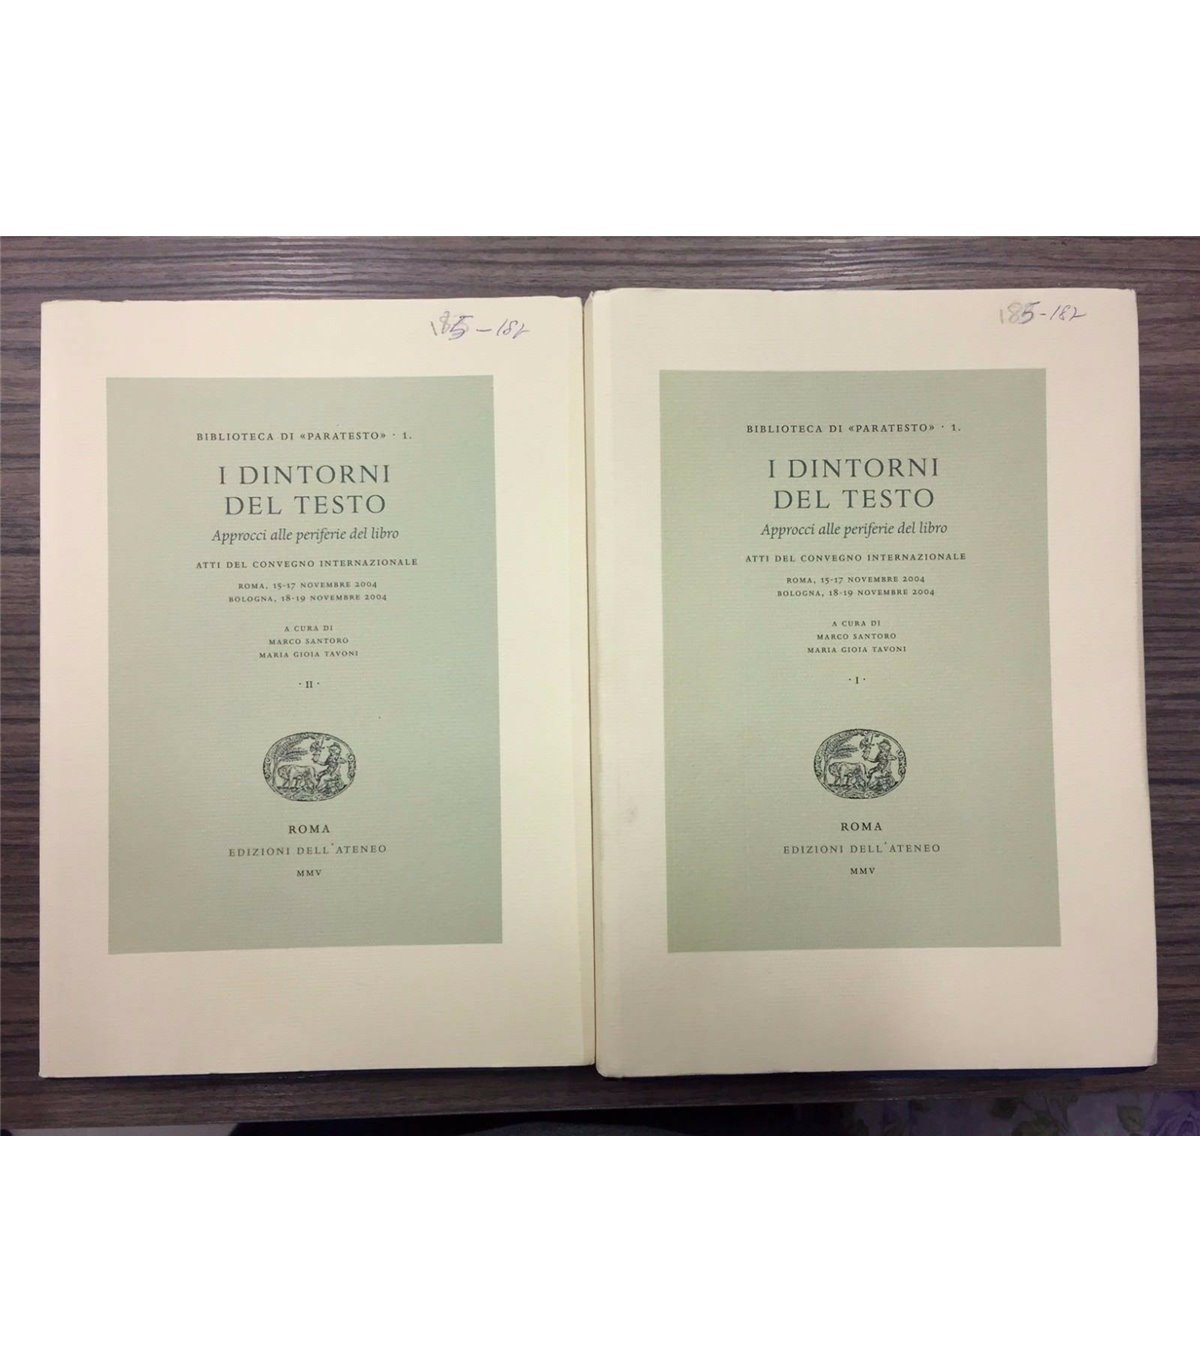 185-182
BIBLIOTECA DI «PARATESTO» · 1.
I DINTORNI
DEL TESTO
Approcci alle periferie del libro
ATTI DEL CONVEGNO INTERNAZIONALE
ROMA, 15-17 NOVEMBRE 2004
BOLOGNA, 18-19 NOVEMBRE 2004
A CURA DI
MARCO SANTORO
MARIA GIOIA TAVONI
· II ·
ROMA
EDIZIONI DELL'ATENEO
MMV
185-182
BIBLIOTECA DI «PARATESTO» · 1.
I DINTORNI
DEL TESTO
Approcci alle periferie del libro
ATTI DEL CONVEGNO INTERNAZIONALE
ROMA, 15-17 NOVEMBRE 2004
BOLOGNA, 18-19 NOVEMBRE 2004
A CURA DI
MARCO SANTORO
MARIA GIOIA TAVONI
· I ·
ROMA
EDIZIONI DELL'ATENEO
MMV